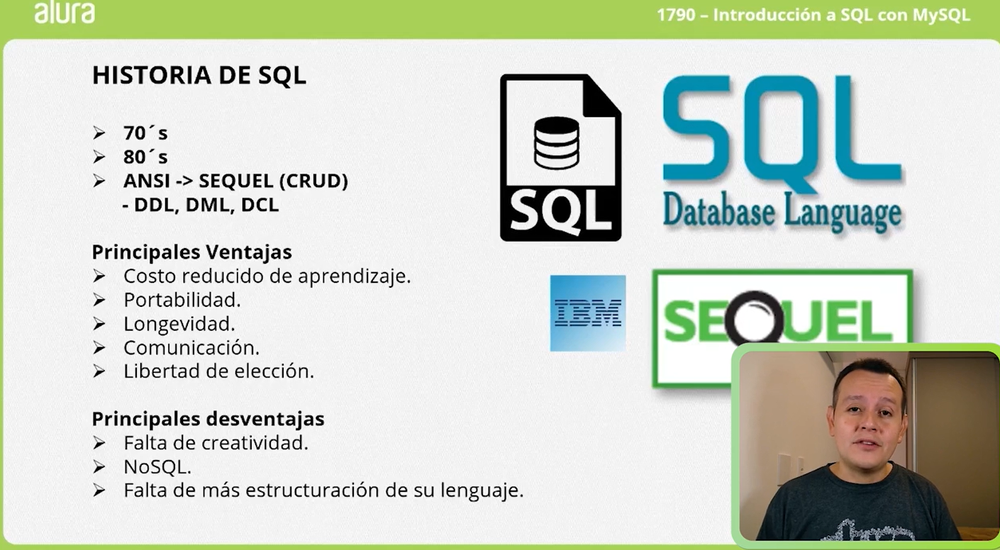 alura
1790 – Introducción a SQL con MySQL
HISTORIA DE SQL
➢ 70´s
➢ 80´s
➢ ANSI -> SEQUEL (CRUD)
- DDL, DML, DCL
Principales Ventajas
➢ Costo reducido de aprendizaje.
➢ Portabilidad.
➢ Longevidad.
➢ Comunicación.
➢ Libertad de elección.
Principales desventajas
➢ Falta de creatividad.
➢ NoSQL.
➢ Falta de más estructuración de su lenguaje.
SQL
SQL
Database Language
IBM
SEQUEL